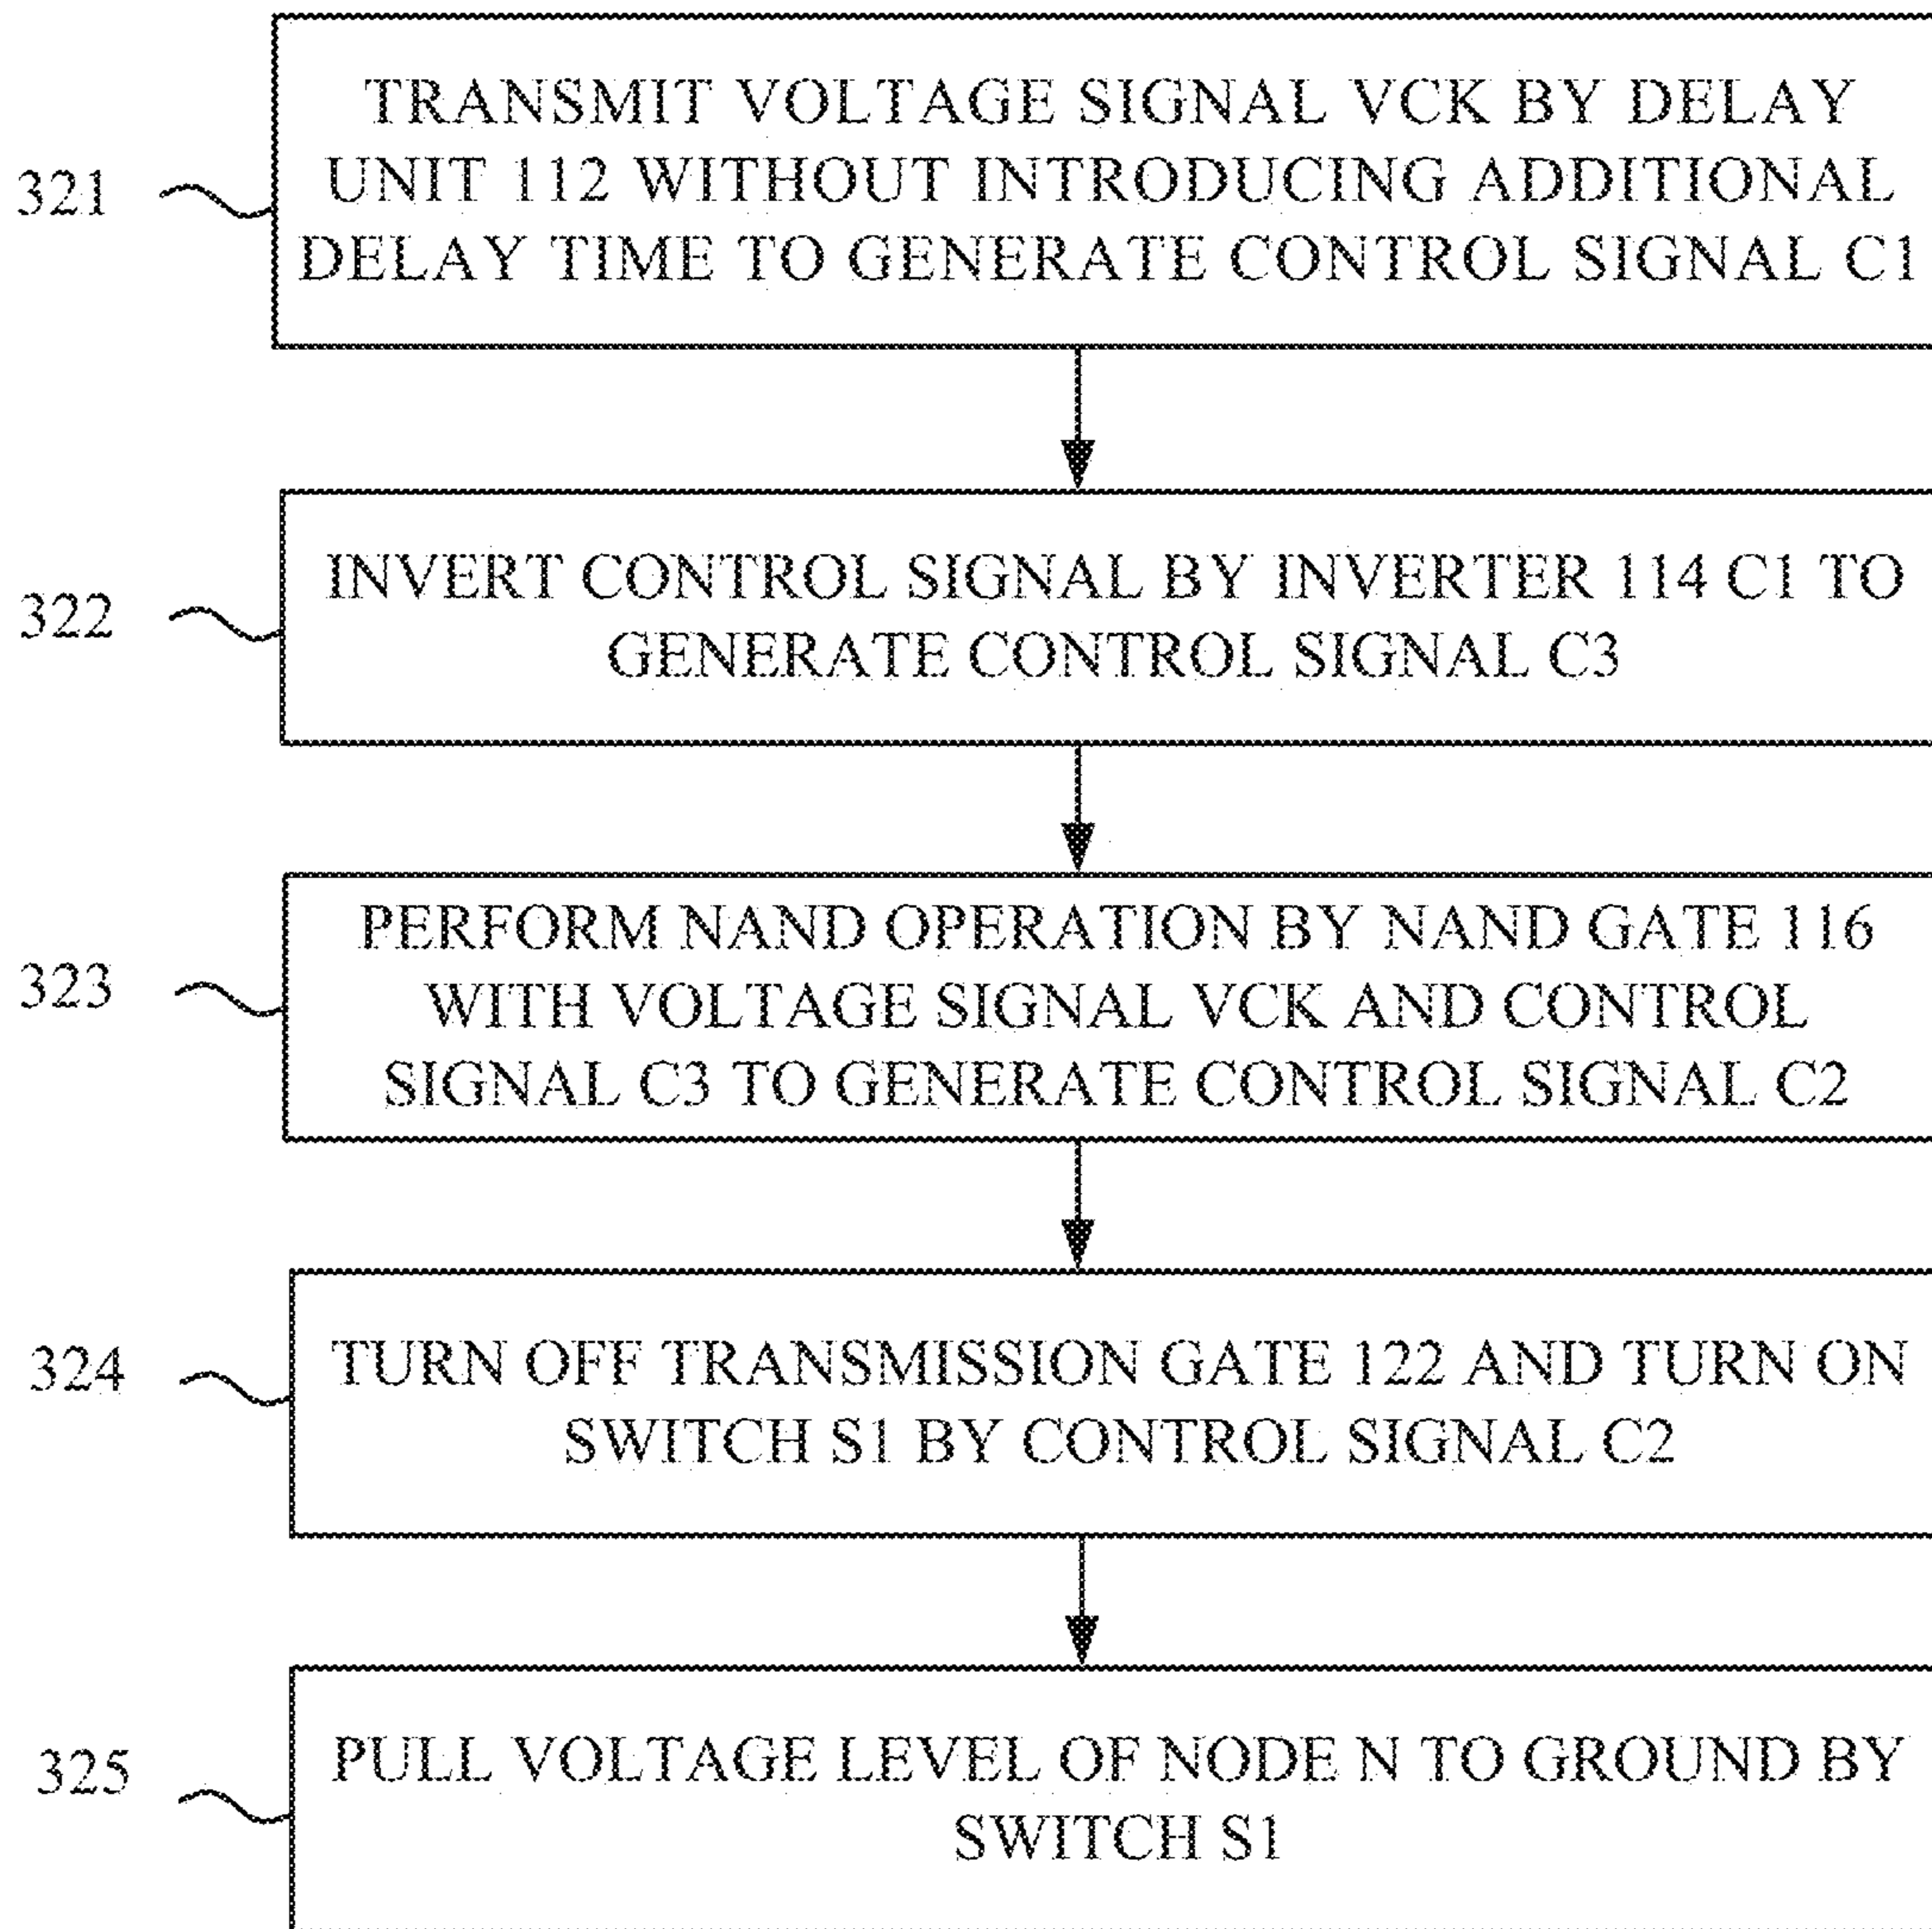 TRANSMIT VOLTAGE SIGNAL VCK BY DELAY
321
UNIT 112 WITHOUT INTRODUCING ADDITIONAL
DELAY TIME TO GENERATE CONTROL SIGNAL C1
INVERT CONTROL SIGNAL BY INVERTER 114 C1 TO
322
GENERATE CONTROL SIGNAL C3
PERFORM NAND OPERATION BY NAND GATE 116
323
WITH VOLTAGE SIGNAL VCK AND CONTROL
SIGNAL C3 TO GENERATE CONTROL SIGNAL C2
324
TURN OFF TRANSMISSION GATE 122 AND TURN ON
SWITCH S1 BY CONTROL SIGNAL C2
325
PULL VOLTAGE LEVEL OF NODE N TO GROUND BY
SWITCH S1